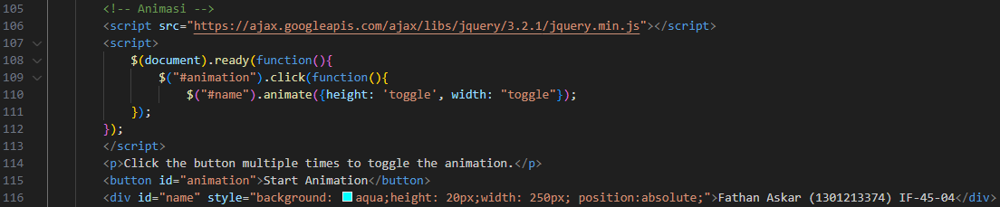 105 <!-- Animasi -->
106 <script src="https://ajax.googleapis.com/ajax/libs/jquery/3.2.1/jquery.min.js"></script>
107 <script>
108 $(document).ready(function(){
109 $("#animation").click(function(){
110 $("#name").animate({height: 'toggle', width: "toggle"});
111 });
112 });
113 </script>
114 <p>Click the button multiple times to toggle the animation.</p>
115 <button id="animation">Start Animation</button>
116 <div id="name" style="background: aqua;height: 20px;width: 250px; position:absolute;">Fathan Askar (1301213374) IF-45-04</div>